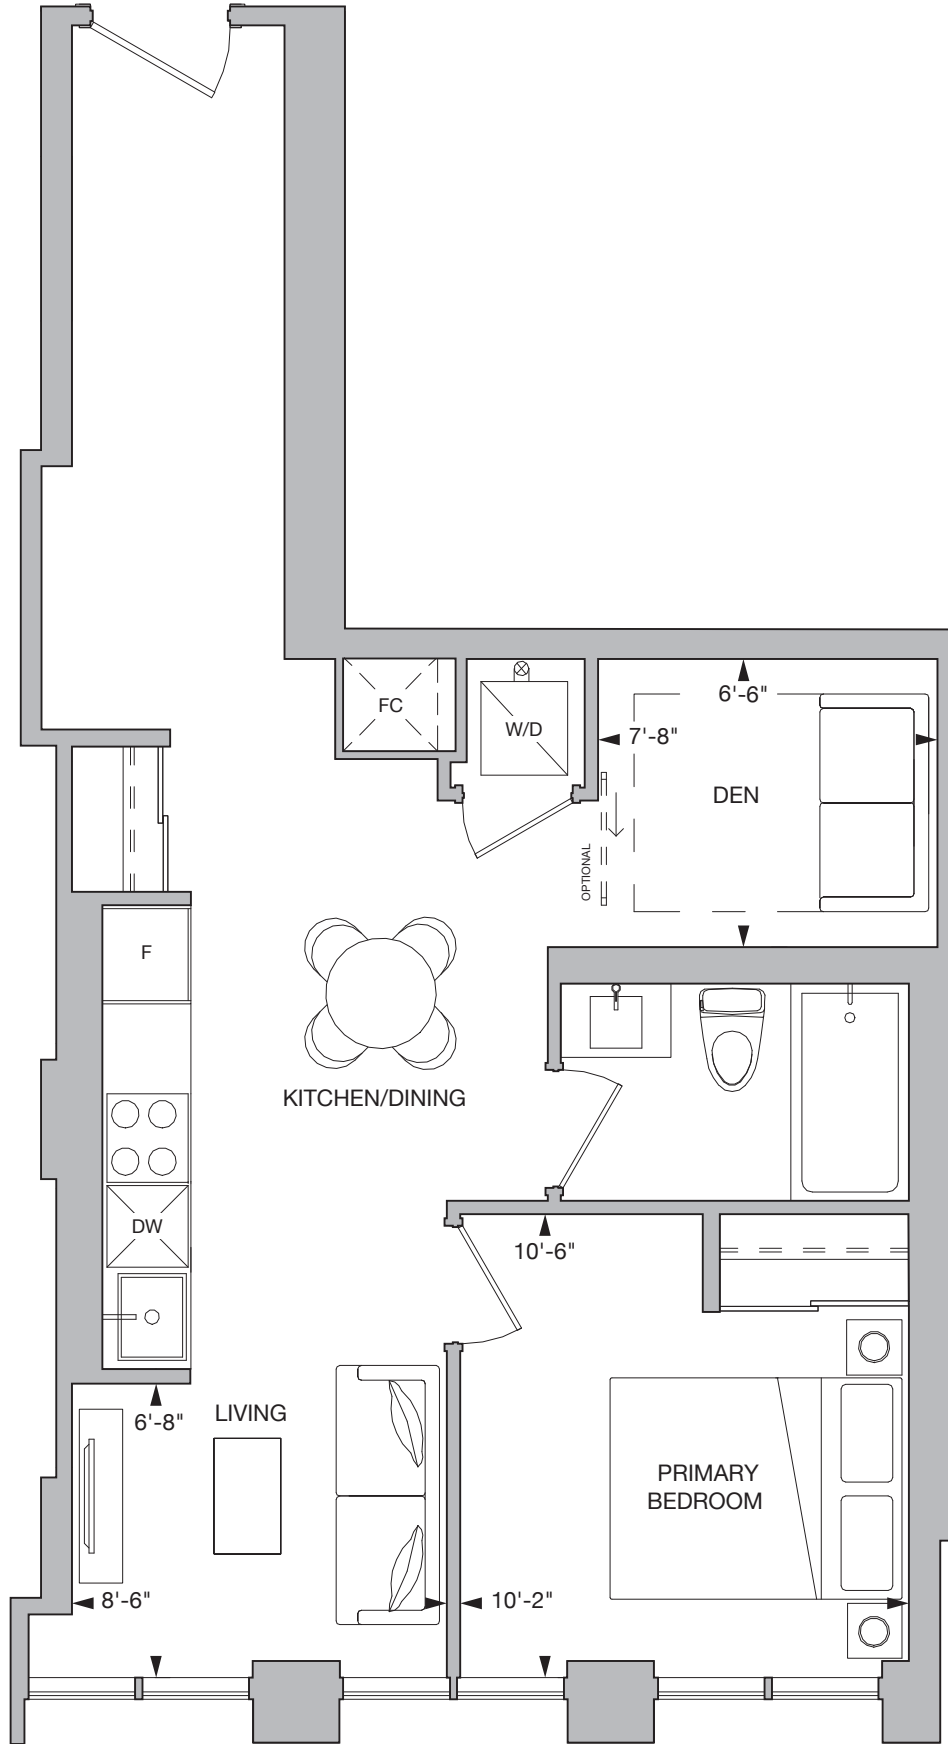 FC
W/D
6'-6"
7'-8"
DEN
OPTIONAL
F
KITCHEN/DINING
DW
10'-6"
6'-8"
LIVING
PRIMARY
BEDROOM
8'-6"
10'-2"